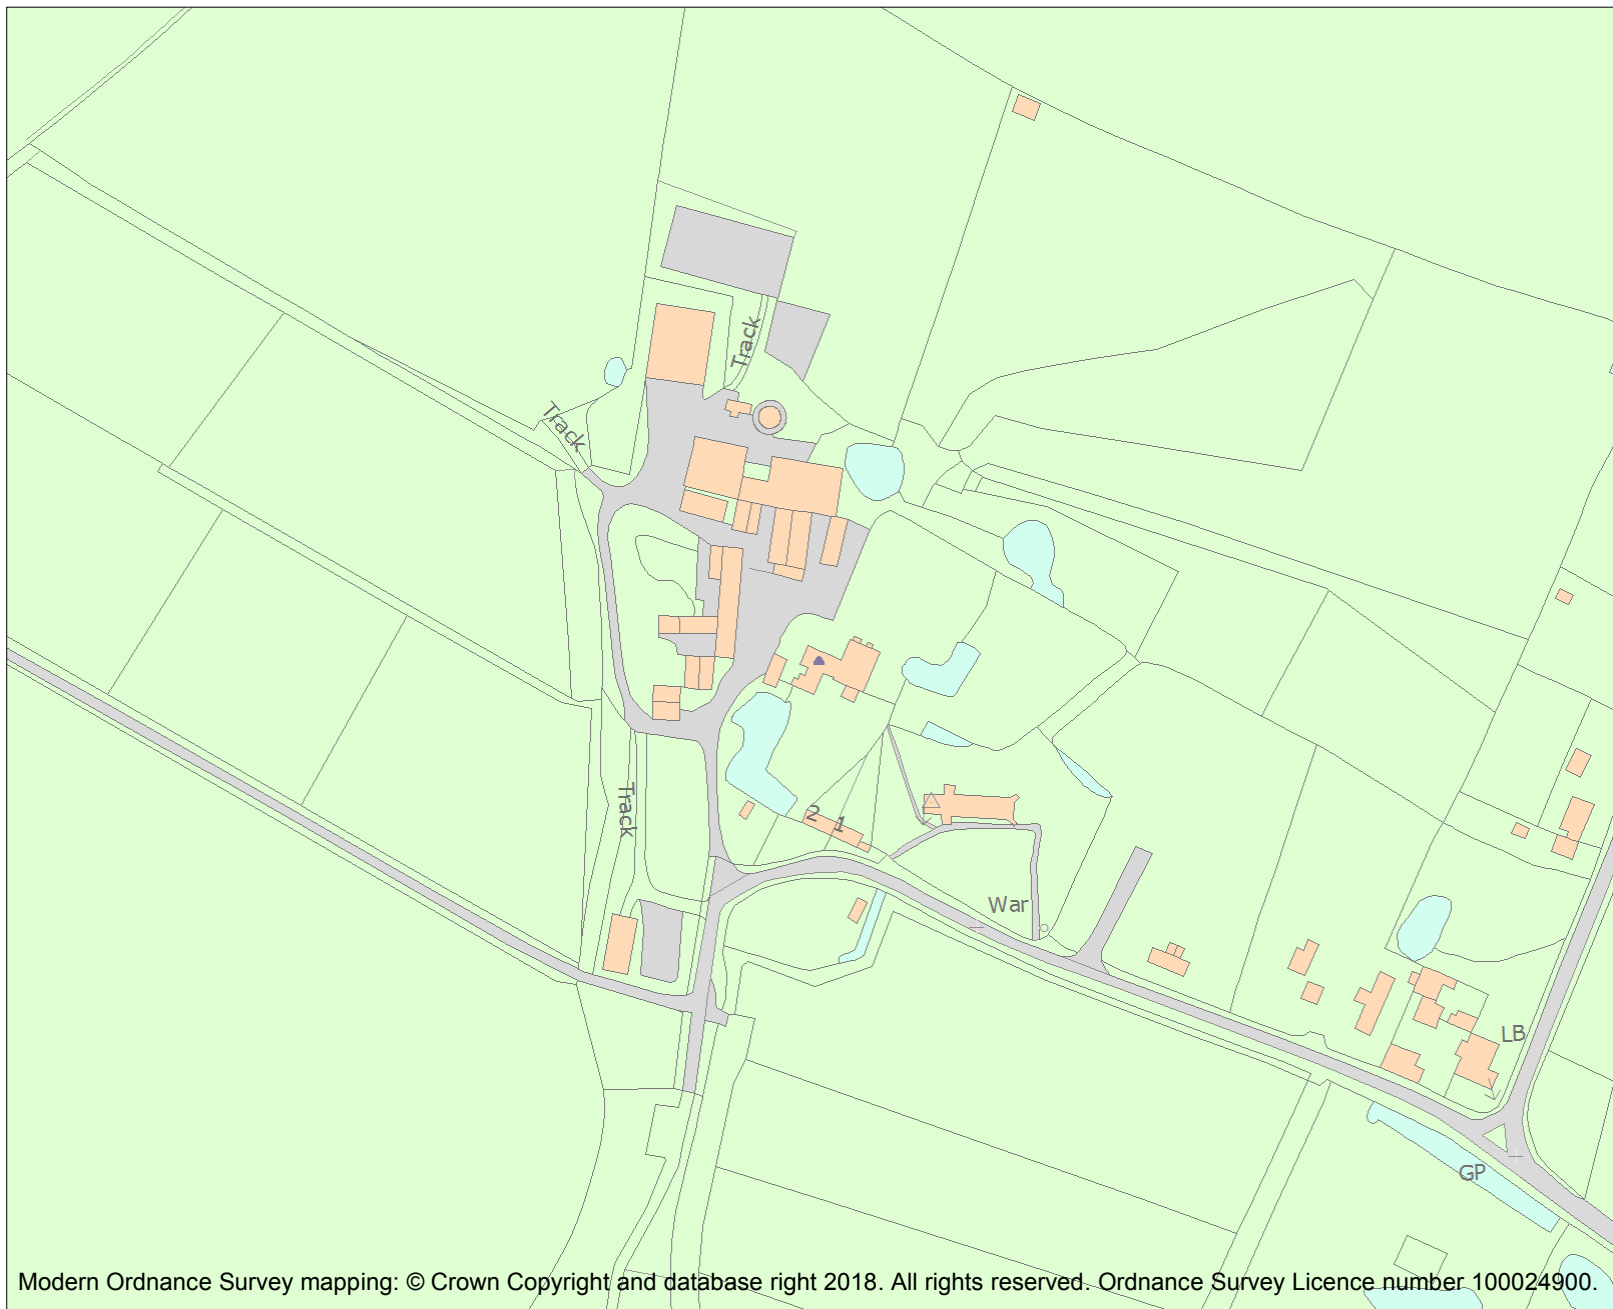 Track
Track
Track
2
1
War
LB
GP
Modern Ordnance Survey mapping: © Crown Copyright and database right 2018. All rights reserved. Ordnance Survey Licence number 100024900.